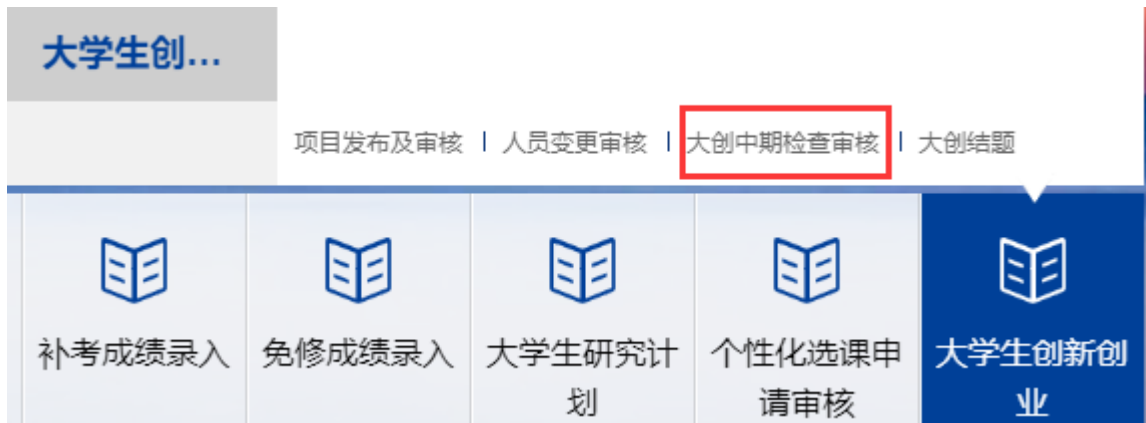 大学生创...
项目发布及审核 | 人员变更审核 | 大创中期检查审核 | 大创结题
补考成绩录入
免修成绩录入
大学生研究计
划
个性化选课申
请审核
大学生创新创
业